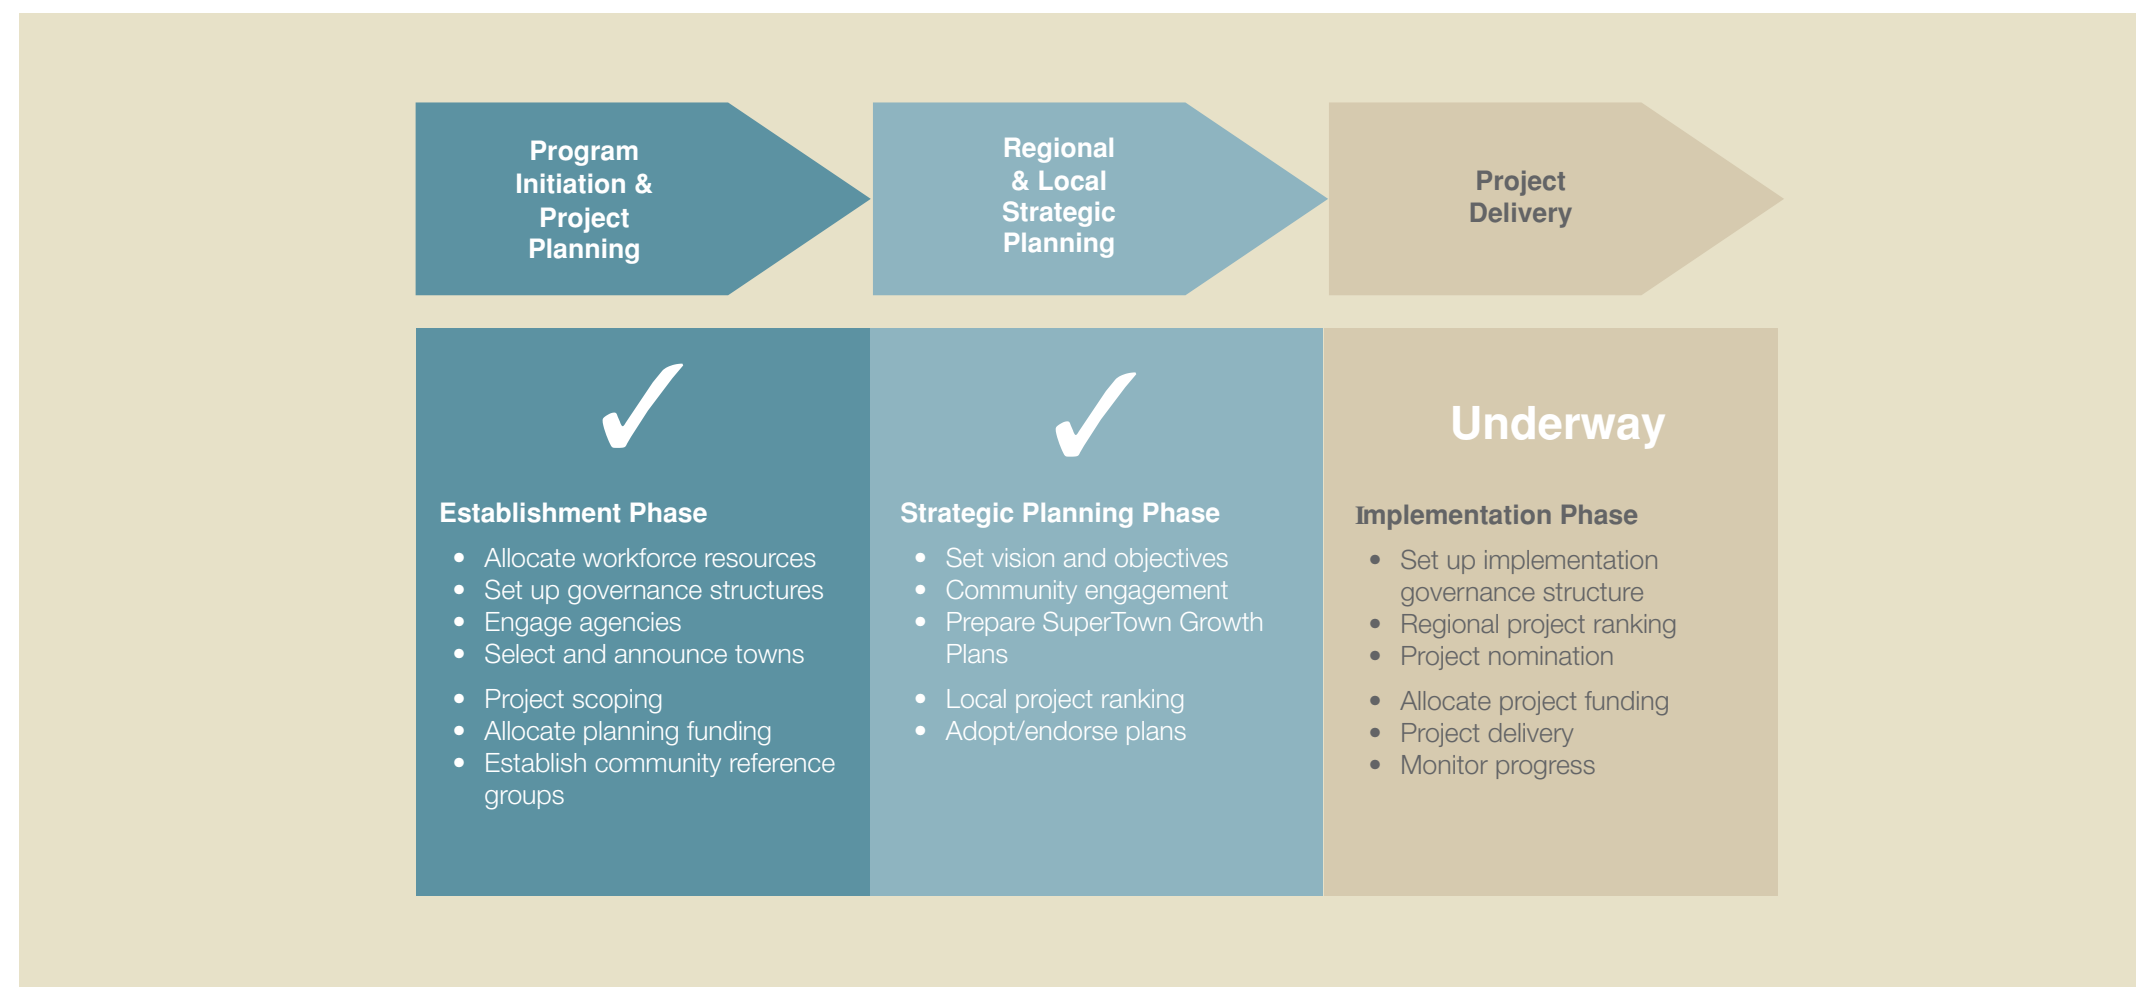 Program
Initiation &
Project
Planning
Regional
& Local
Strategic
Planning
Project
Delivery
✓
Establishment Phase
• Allocate workforce resources
• Set up governance structures
• Engage agencies
• Select and announce towns
• Project scoping
• Allocate planning funding
• Establish community reference
groups
✓
Strategic Planning Phase
• Set vision and objectives
• Community engagement
• Prepare SuperTown Growth
Plans
• Local project ranking
• Adopt/endorse plans
Underway
Implementation Phase
• Set up implementation
governance structure
• Regional project ranking
• Project nomination
• Allocate project funding
• Project delivery
• Monitor progress